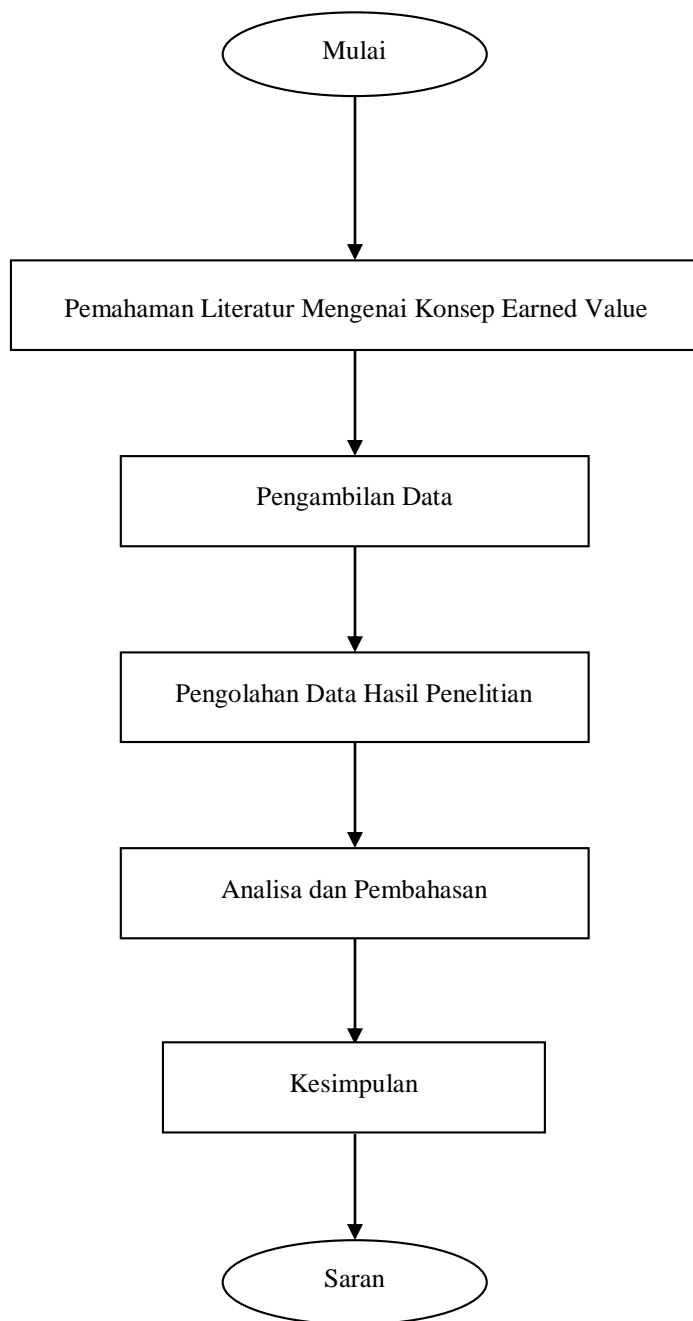 Mulai
Pemahaman Literatur Mengenai Konsep Earned Value
Pengambilan Data
Pengolahan Data Hasil Penelitian
Analisa dan Pembahasan
Kesimpulan
Saran